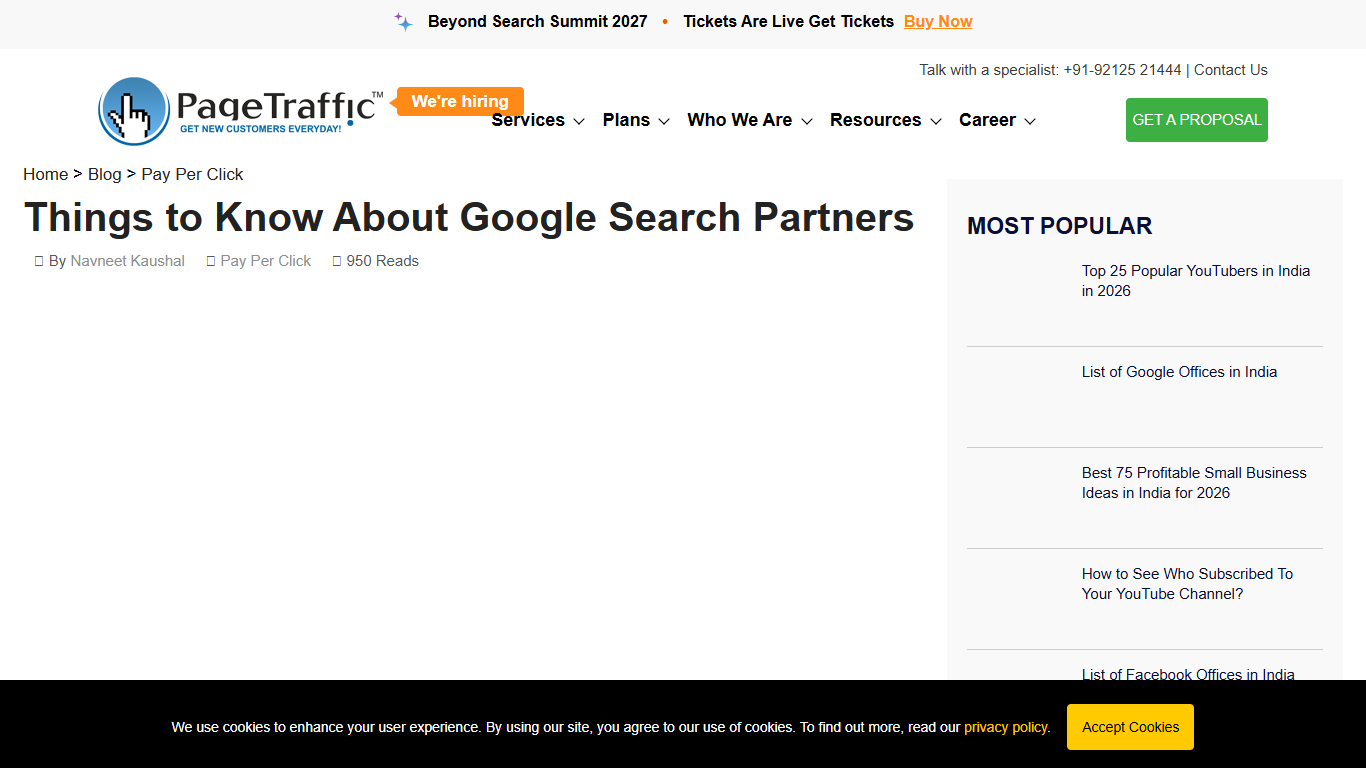 Beyond Search Summit 2027 • Tickets Are Live Get Tickets Buy Now
Talk with a specialist: +91-92125 21444 | Contact Us
PageTraffic™
GET NEW CUSTOMERS EVERYDAY!
We're hiring
Services Plans Who We Are Resources Career
GET A PROPOSAL
Home > Blog > Pay Per Click
Things to Know About Google Search Partners
By Navneet Kaushal Pay Per Click 950 Reads
MOST POPULAR
Top 25 Popular YouTubers in India
in 2026
List of Google Offices in India
Best 75 Profitable Small Business
Ideas in India for 2026
How to See Who Subscribed To
Your YouTube Channel?
List of Facebook Offices in India
We use cookies to enhance your user experience. By using our site, you agree to our use of cookies. To find out more, read our privacy policy.
Accept Cookies